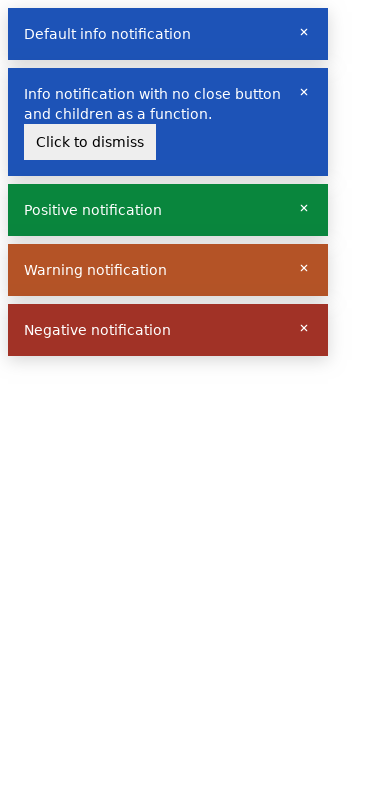 Default info notification ×
Info notification with no close button ×
and children as a function.
Click to dismiss
Positive notification ×
Warning notification ×
Negative notification ×